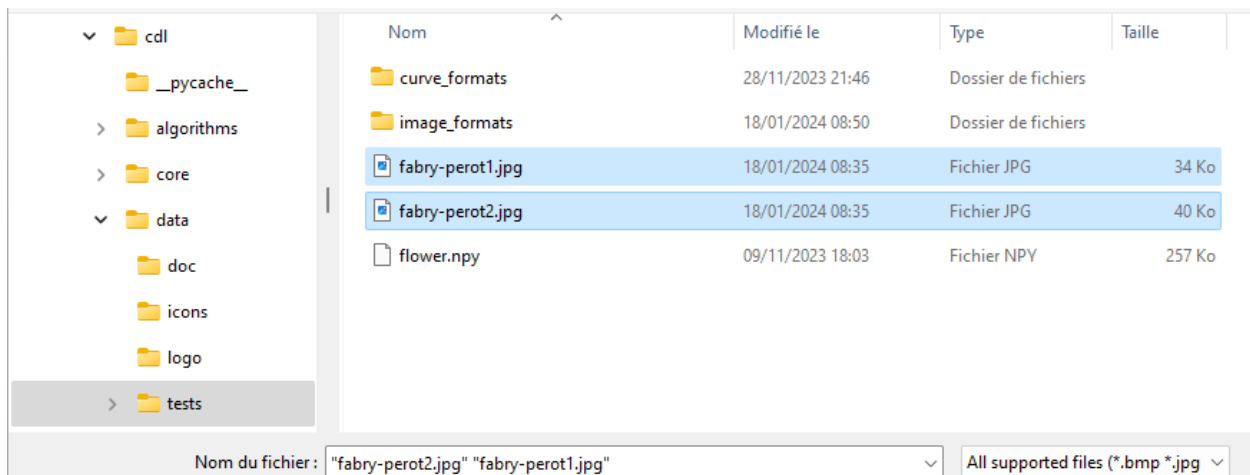 cdl
__pycache__
algorithms
core
data
doc
icons
logo
tests
Nom Modifié le Type Taille
curve_formats 28/11/2023 21:46 Dossier de fichiers
image_formats 18/01/2024 08:50 Dossier de fichiers
fabry-perot1.jpg 18/01/2024 08:35 Fichier JPG 34 Ko
fabry-perot2.jpg 18/01/2024 08:35 Fichier JPG 40 Ko
flower.npy 09/11/2023 18:03 Fichier NPY 257 Ko
Nom du fichier : "fabry-perot2.jpg" "fabry-perot1.jpg" All supported files (*.bmp *.jpg